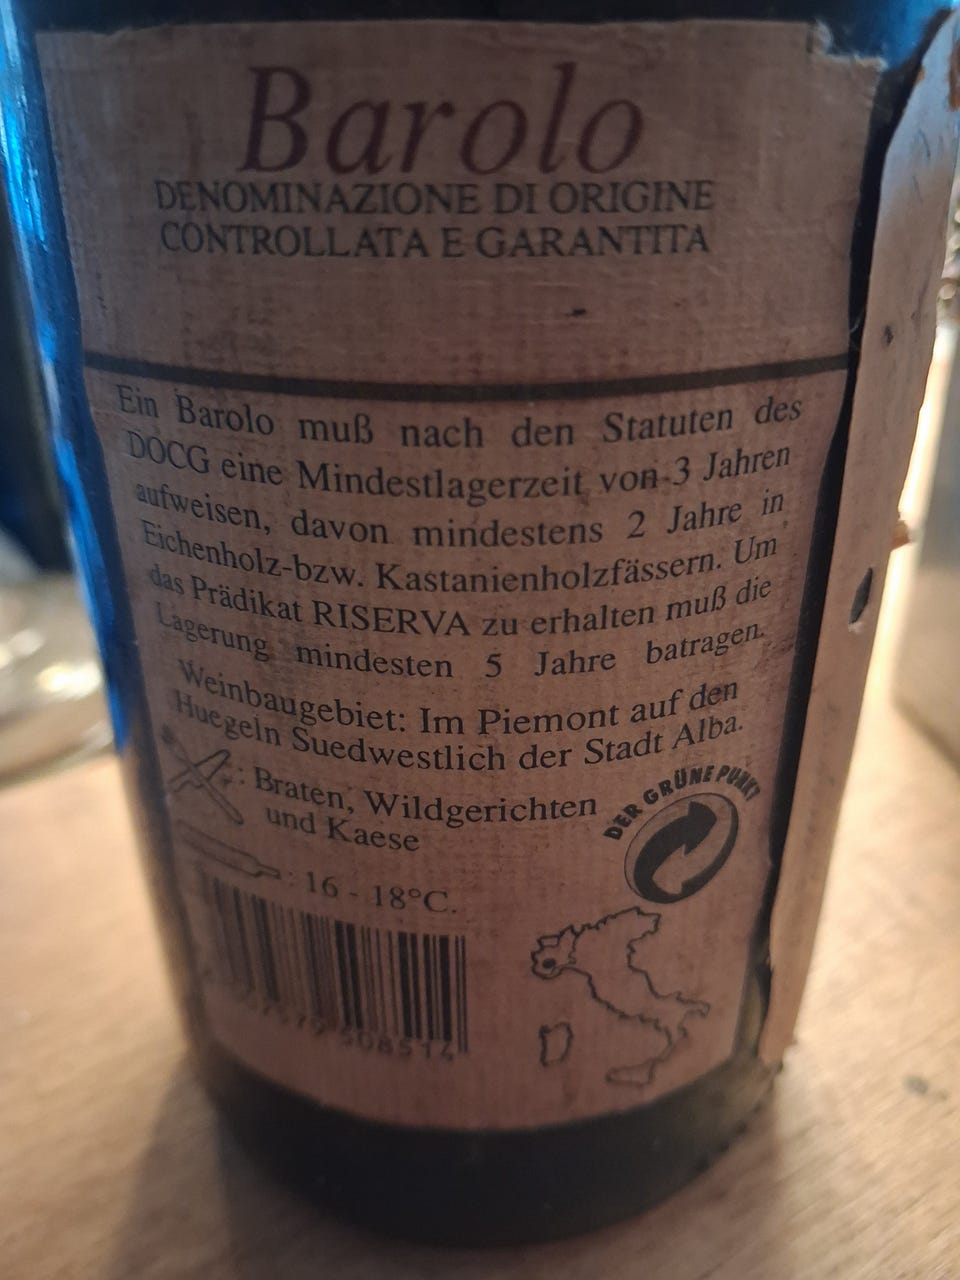 Barolo
DENOMINAZIONE DI ORIGINE
CONTROLLATA E GARANTITA
Ein Barolo muß nach den Statuten des
DOCG eine Mindestlagerzeit von 3 Jahren
aufweisen, davon mindestens 2 Jahre in
Eichenholz-bzw. Kastanienholzfässern. Um
das Prädikat RISERVA zu erhalten muß die
Lagerung mindesten 5 Jahre batragen.
Weinbaugebiet: Im Piemont auf den
Huegeln Suedwestlich der Stadt Alba.
: Braten, Wildgerichten
und Kaese
DER GRÜNE PUNKT
: 16 - 18°C.
508514